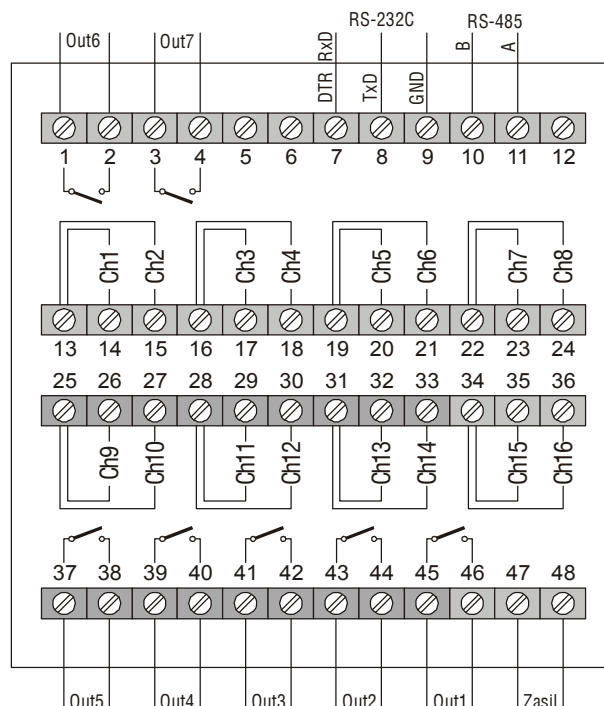 RS-232C RS-485
Out6 Out7
DTR RxD TxD GND B A
1 2 3 4 5 6 7 8 9 10 11 12
Ch1 Ch2 Ch3 Ch4 Ch5 Ch6 Ch7 Ch8
13 14 15 16 17 18 19 20 21 22 23 24
25 26 27 28 29 30 31 32 33 34 35 36
Ch9 Ch10 Ch11 Ch12 Ch13 Ch14 Ch15 Ch16
37 38 39 40 41 42 43 44 45 46 47 48
Out5 Out4 Out3 Out2 Out1 Zasil